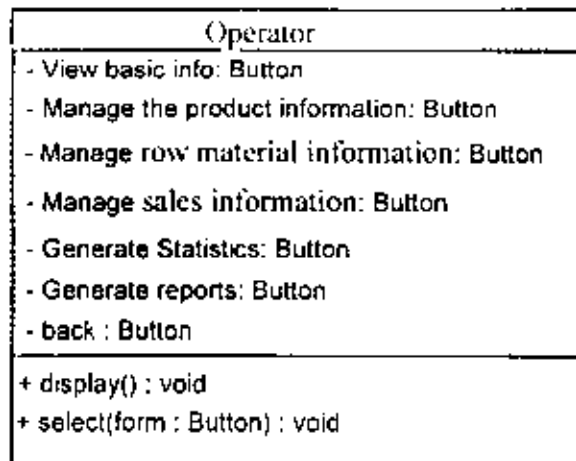 Operator
- View basic info: Button
- Manage the product information: Button
- Manage row material information: Button
- Manage sales information: Button
- Generate Statistics: Button
- Generate reports: Button
- back : Button
+ display() : void
+ select(form : Button) : void